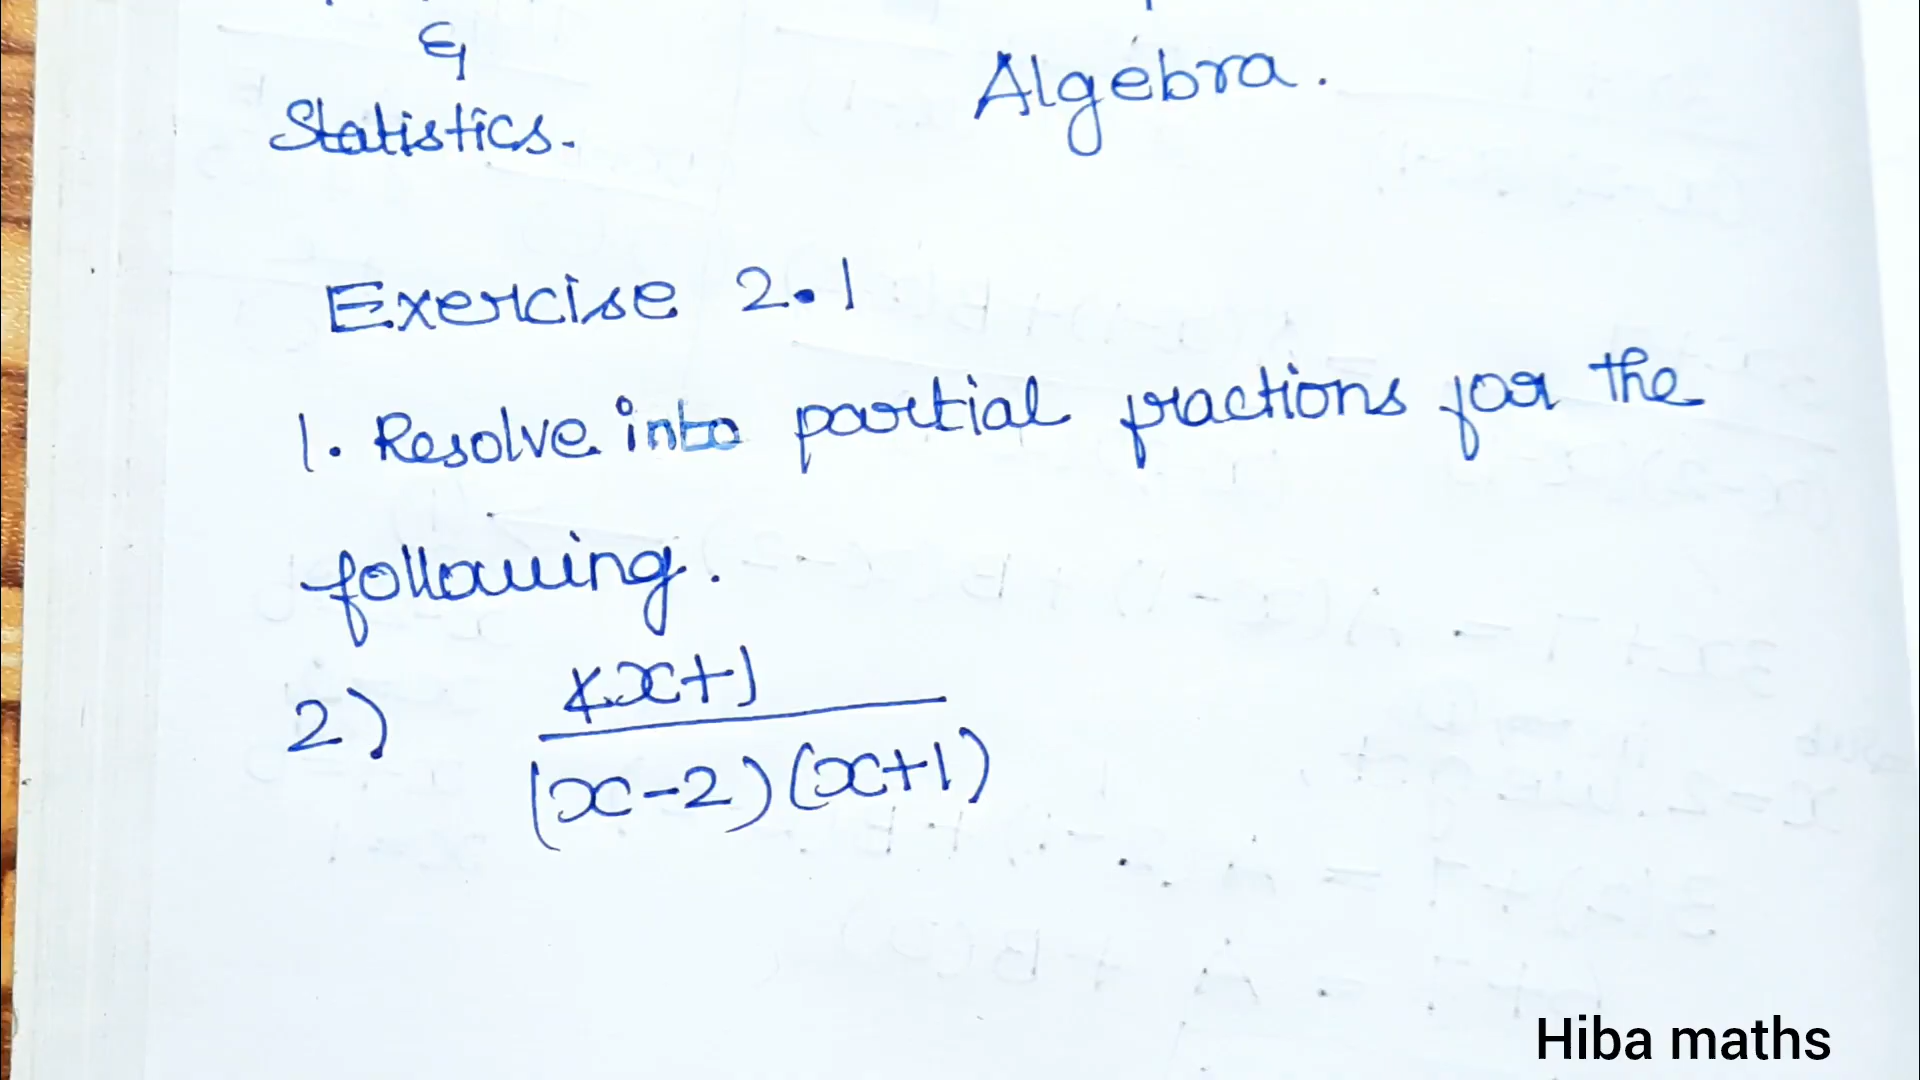 &
Statistics.
Algebra.
Exercise 2.1
1. Resolve into partial fractions for the
following.
2) 4x+1
(x-2)(x+1)
Hiba maths